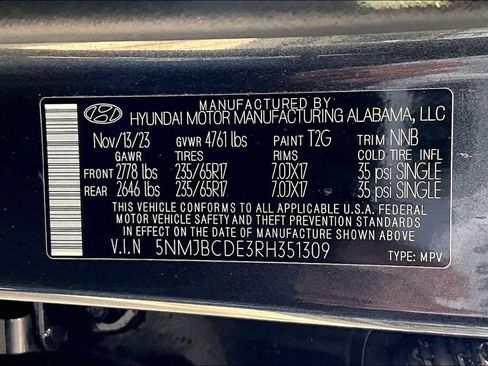 MANUFACTURED BY
HYUNDAI MOTOR MANUFACTURING ALABAMA, LLC
Nov/13/23 GVWR 4761 lbs PAINT T2G TRIM NNB
GAWR TIRES RIMS COLD TIRE INFL
FRONT 2778 lbs 235/65R17 7.0JX17 35 psi SINGLE
REAR 2646 lbs 235/65R17 7.0JX17 35 psi SINGLE
THIS VEHICLE CONFORMS TO ALL APPLICABLE U.S.A. FEDERAL
MOTOR VEHICLE SAFETY AND THEFT PREVENTION STANDARDS
IN EFFECT ON THE DATE OF MANUFACTURE SHOWN ABOVE.
V.I.N 5NMJBCDE3RH351309
TYPE: MPV